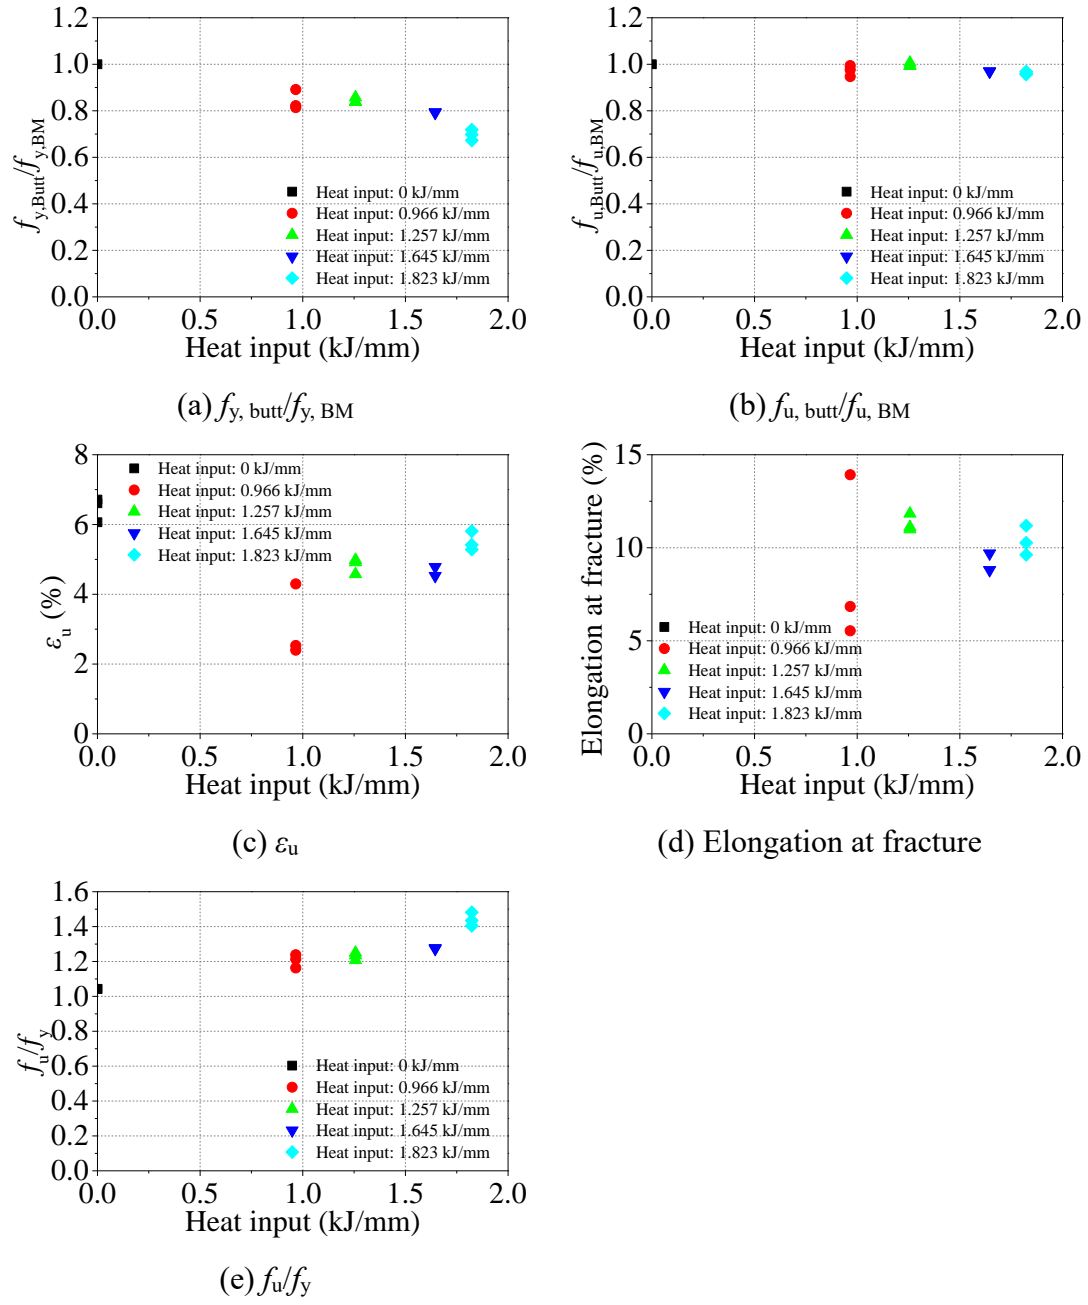 1.2
1.0
0.8
0.6
0.4
0.2
0.0
f_y,Butt/f_y,BM
Heat input: 0 kJ/mm
Heat input: 0.966 kJ/mm
Heat input: 1.257 kJ/mm
Heat input: 1.645 kJ/mm
Heat input: 1.823 kJ/mm
0.0 0.5 1.0 1.5 2.0
Heat input (kJ/mm)
(a) f_y, butt/f_y, BM
1.2
1.0
0.8
0.6
0.4
0.2
0.0
f_u,Butt/f_u,BM
Heat input: 0 kJ/mm
Heat input: 0.966 kJ/mm
Heat input: 1.257 kJ/mm
Heat input: 1.645 kJ/mm
Heat input: 1.823 kJ/mm
0.0 0.5 1.0 1.5 2.0
Heat input (kJ/mm)
(b) f_u, butt/f_u, BM
8
6
4
2
0
ε_u (%)
Heat input: 0 kJ/mm
Heat input: 0.966 kJ/mm
Heat input: 1.257 kJ/mm
Heat input: 1.645 kJ/mm
Heat input: 1.823 kJ/mm
0.0 0.5 1.0 1.5 2.0
Heat input (kJ/mm)
(c) ε_u
15
10
5
0
Elongation at fracture (%)
Heat input: 0 kJ/mm
Heat input: 0.966 kJ/mm
Heat input: 1.257 kJ/mm
Heat input: 1.645 kJ/mm
Heat input: 1.823 kJ/mm
0.0 0.5 1.0 1.5 2.0
Heat input (kJ/mm)
(d) Elongation at fracture
1.6
1.4
1.2
1.0
0.8
0.6
0.4
0.2
0.0
f_u/f_y
Heat input: 0 kJ/mm
Heat input: 0.966 kJ/mm
Heat input: 1.257 kJ/mm
Heat input: 1.645 kJ/mm
Heat input: 1.823 kJ/mm
0.0 0.5 1.0 1.5 2.0
Heat input (kJ/mm)
(e) f_u/f_y